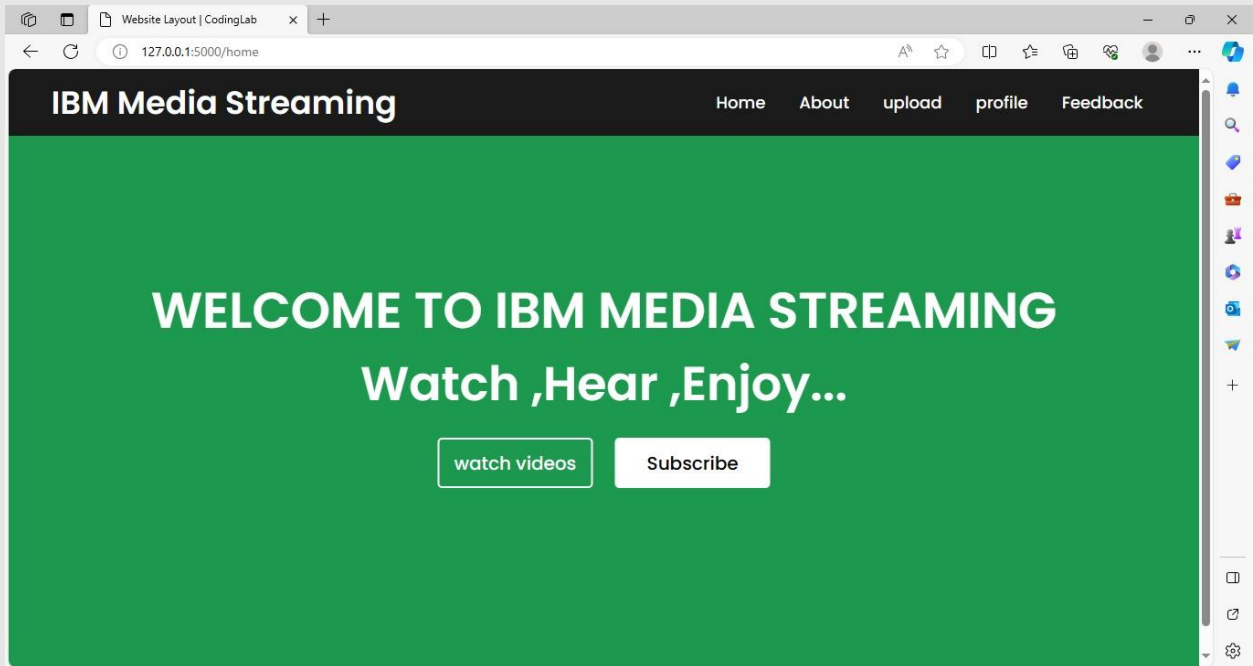 Website Layout | CodingLab
127.0.0.1:5000/home
IBM Media Streaming
Home About upload profile Feedback
WELCOME TO IBM MEDIA STREAMING
Watch ,Hear ,Enjoy...
watch videos Subscribe